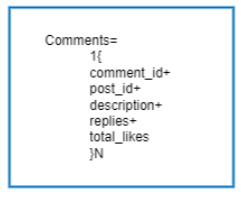 Comments=
1{
comment_id+
post_id+
description+
replies+
total_likes
}N